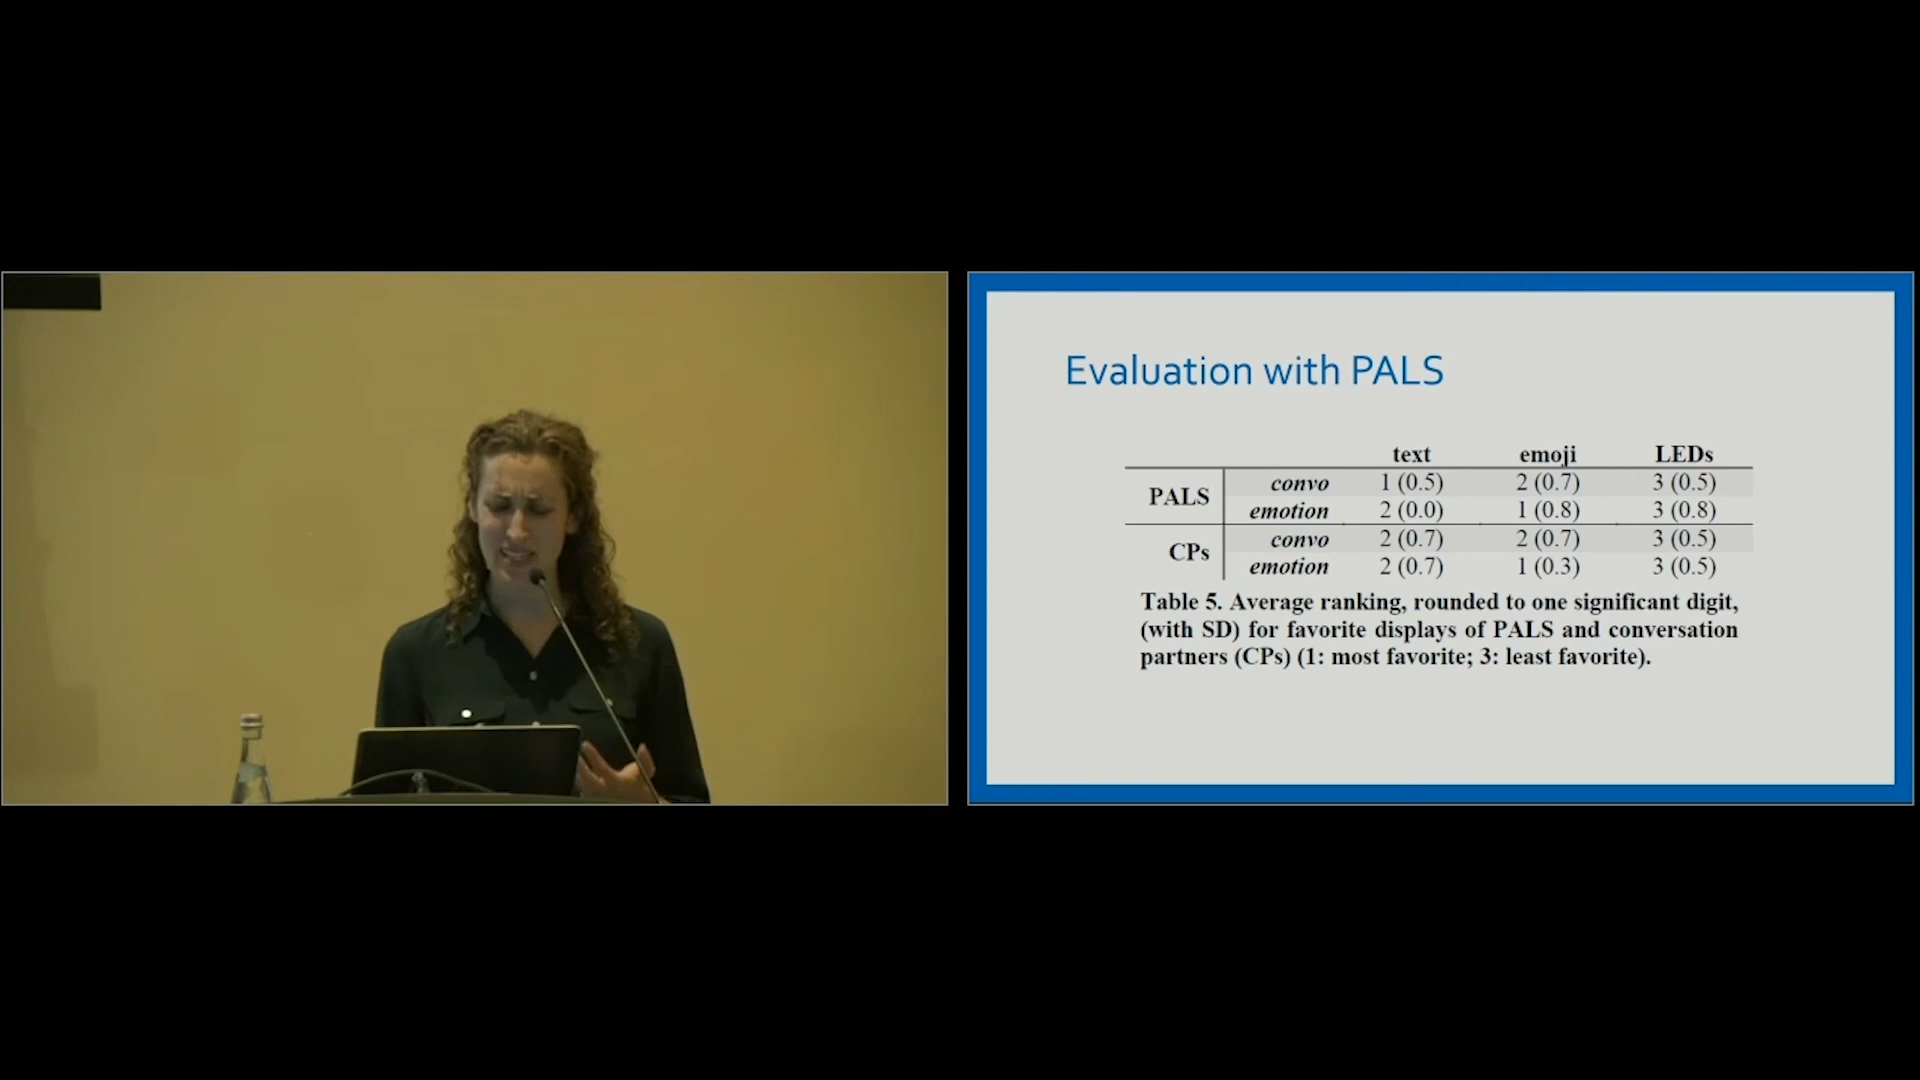 Evaluation with PALS
text emoji LEDs
PALS convo 1 (0.5) 2 (0.7) 3 (0.5)
emotion 2 (0.0) 1 (0.8) 3 (0.8)
CPs convo 2 (0.7) 2 (0.7) 3 (0.5)
emotion 2 (0.7) 1 (0.3) 3 (0.5)
Table 5. Average ranking, rounded to one significant digit,
(with SD) for favorite displays of PALS and conversation
partners (CPs) (1: most favorite; 3: least favorite).